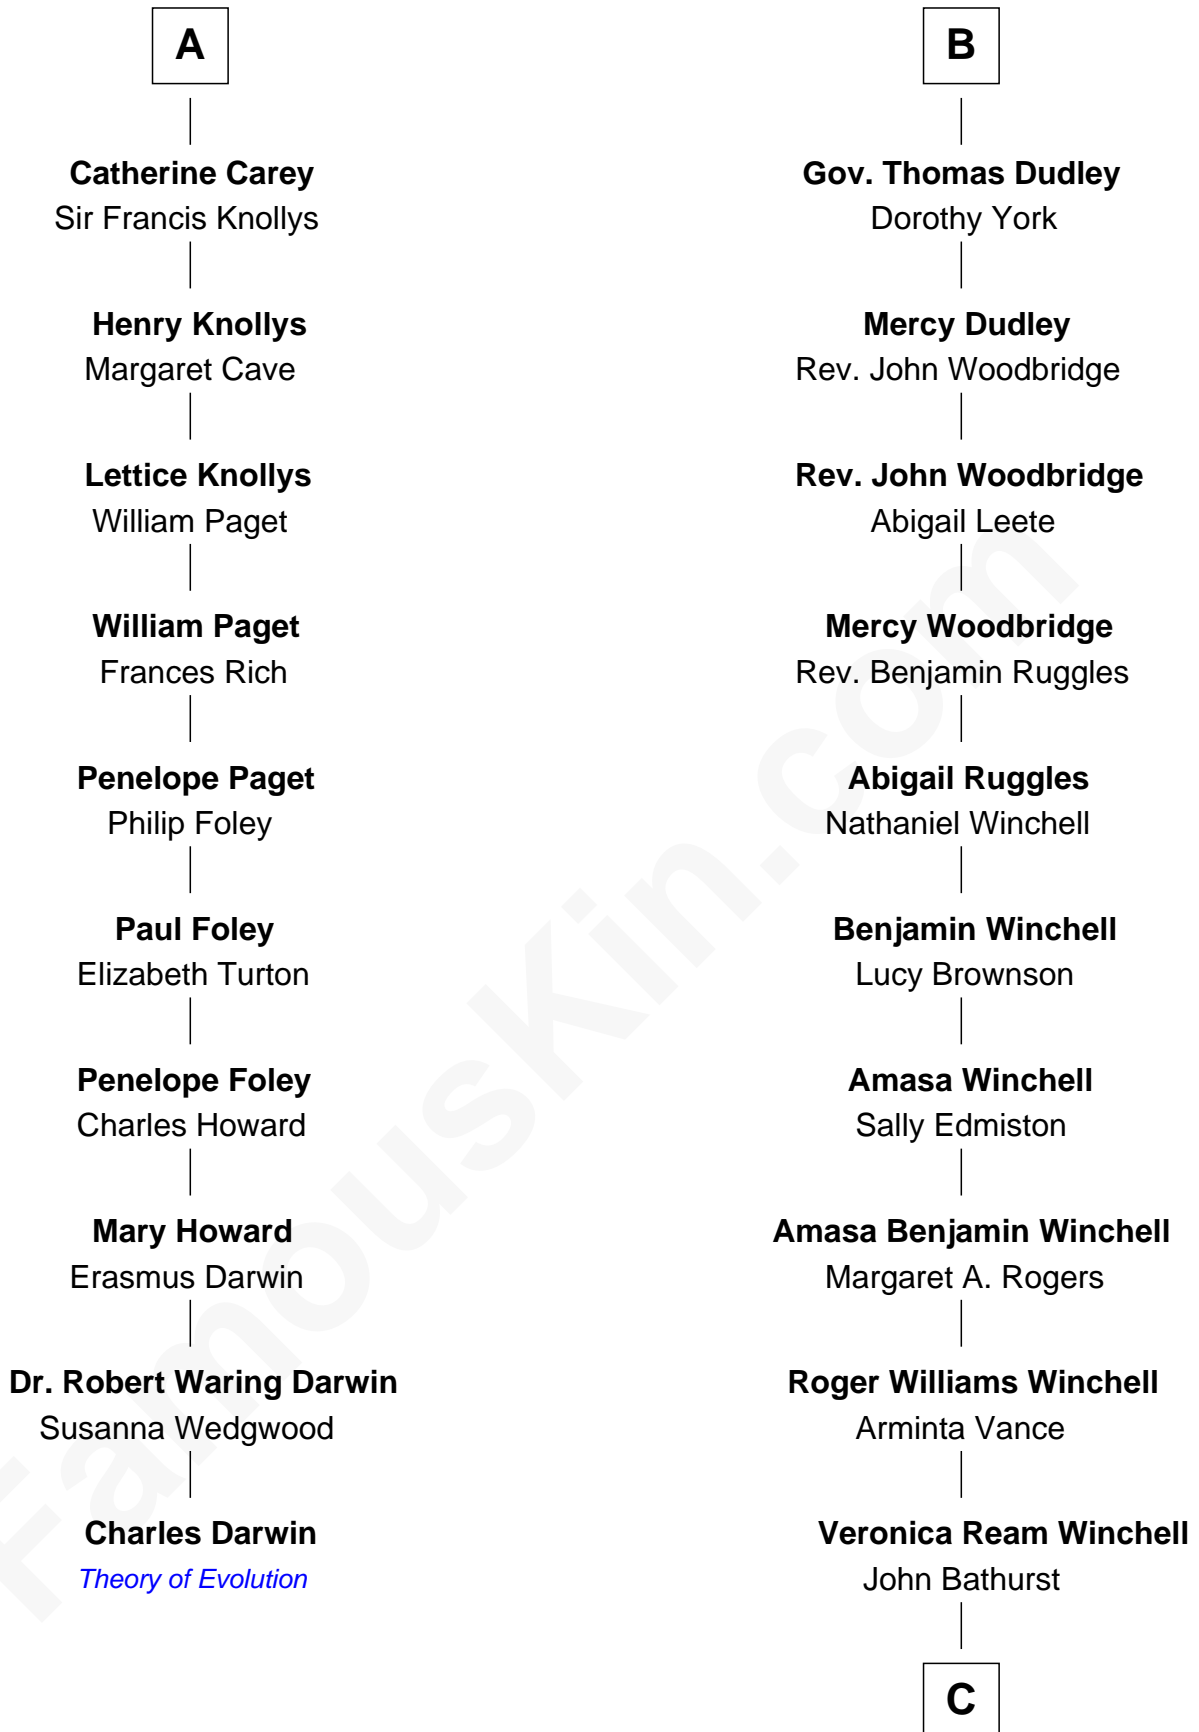 A
Catherine Carey
Sir Francis Knollys
Henry Knollys
Margaret Cave
Lettice Knollys
William Paget
William Paget
Frances Rich
Penelope Paget
Philip Foley
Paul Foley
Elizabeth Turton
Penelope Foley
Charles Howard
Mary Howard
Erasmus Darwin
Dr. Robert Waring Darwin
Susanna Wedgwood
Charles Darwin
Theory of Evolution
B
Gov. Thomas Dudley
Dorothy York
Mercy Dudley
Rev. John Woodbridge
Rev. John Woodbridge
Abigail Leete
Mercy Woodbridge
Rev. Benjamin Ruggles
Abigail Ruggles
Nathaniel Winchell
Benjamin Winchell
Lucy Brownson
Amasa Winchell
Sally Edmiston
Amasa Benjamin Winchell
Margaret A. Rogers
Roger Williams Winchell
Arminta Vance
Veronica Ream Winchell
John Bathurst
C
FamousKin.com